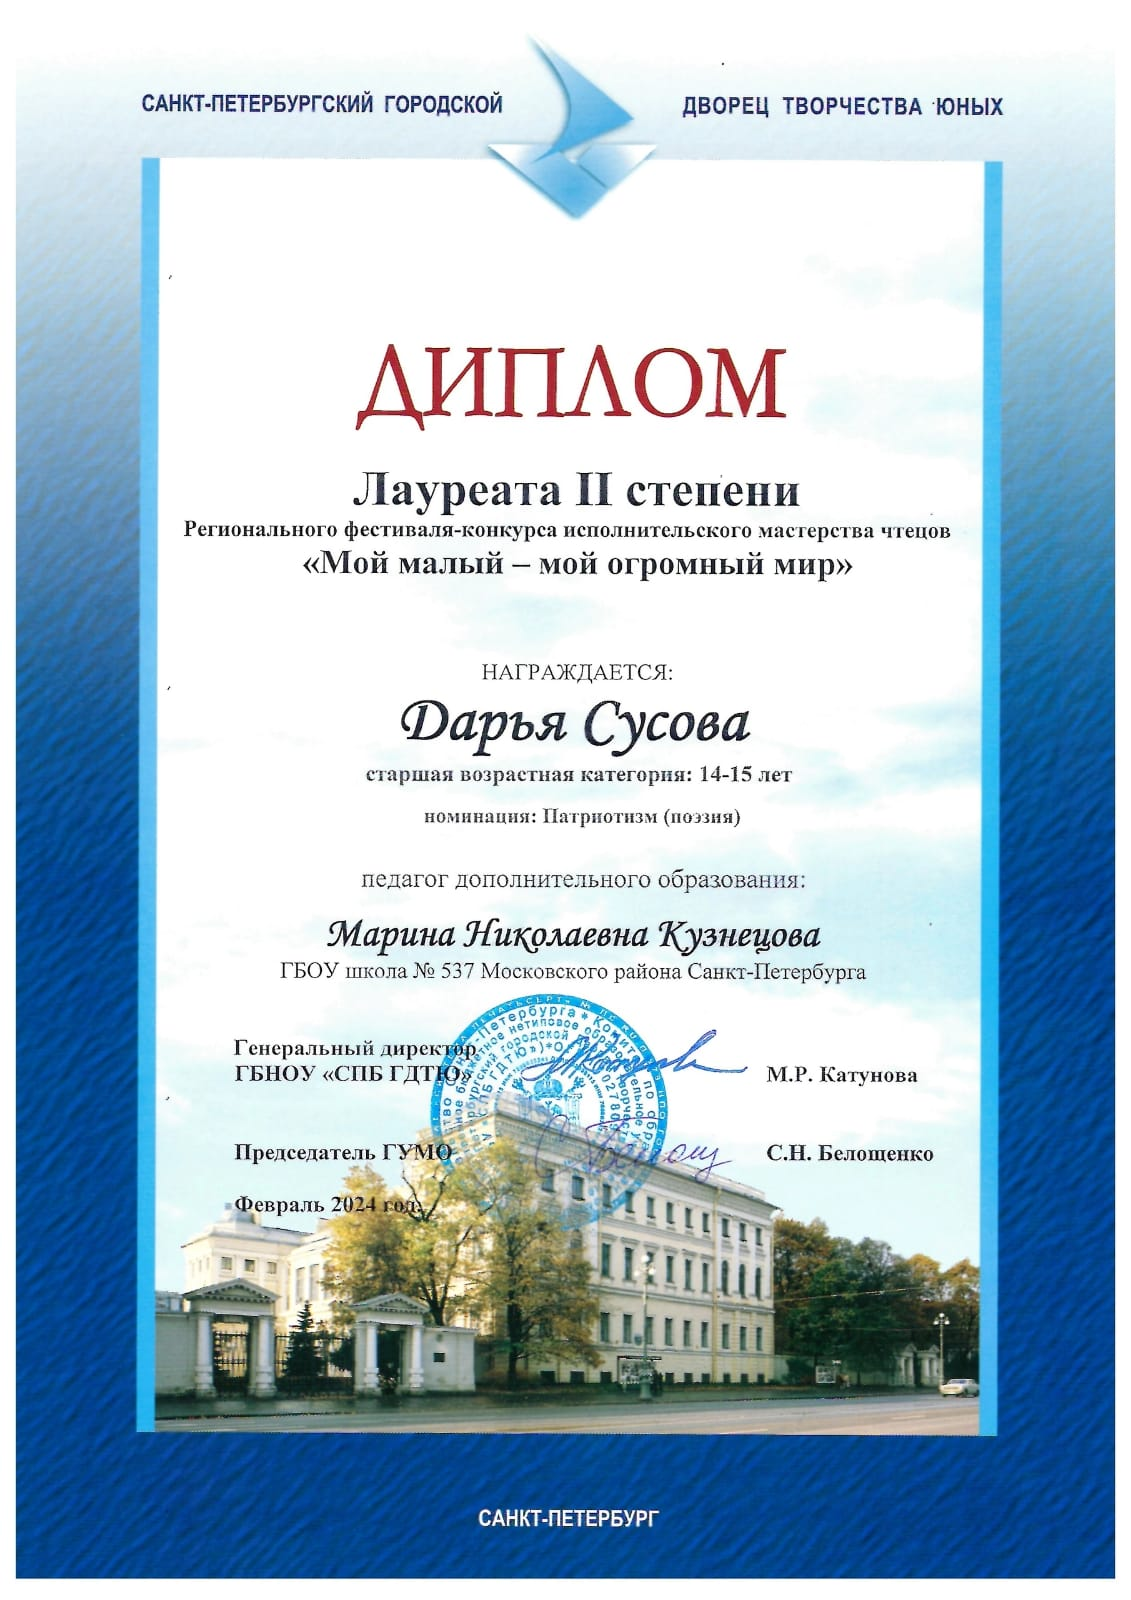 САНКТ-ПЕТЕРБУРГСКИЙ ГОРОДСКОЙ ДВОРЕЦ ТВОРЧЕСТВА ЮНЫХ
ДИПЛОМ
Лауреата II степени
Регионального фестиваля-конкурса исполнительского мастерства чтецов
«Мой малый – мой огромный мир»
НАГРАЖДАЕТСЯ:
Дарья Сусова
старшая возрастная категория: 14-15 лет
номинация: Патриотизм (поэзия)
педагог дополнительного образования:
Марина Николаевна Кузнецова
ГБОУ школа № 537 Московского района Санкт-Петербурга
Генеральный директор
ГБНОУ «СПБ ГДТЮ» М.Р. Катунова
Председатель ГУМО С.Н. Белощенко
Февраль 2024 год.
САНКТ-ПЕТЕРБУРГ